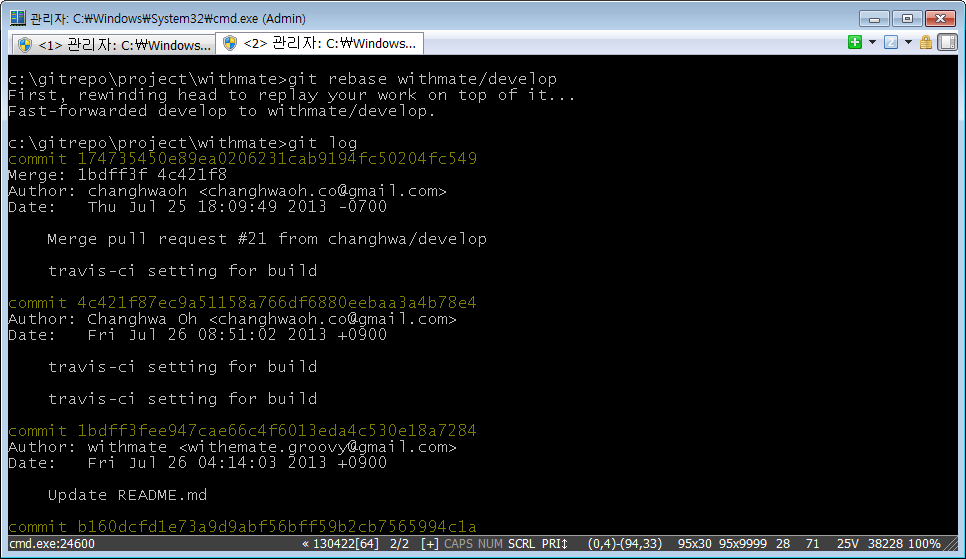 관리자: C:₩Windows₩System32₩cmd.exe (Admin)
<1> 관리자: C:₩Windows... <2> 관리자: C:₩Windows...
c:\gitrepo\project\withmate>git rebase withmate/develop
First, rewinding head to replay your work on top of it...
Fast-forwarded develop to withmate/develop.
c:\gitrepo\project\withmate>git log
commit 174735450e89ea0206231cab9194fc50204fc549
Merge: 1bdff3f 4c421f8
Author: changhwaoh <changhwaoh.co@gmail.com>
Date:   Thu Jul 25 18:09:49 2013 -0700
Merge pull request #21 from changhwa/develop
travis-ci setting for build
commit 4c421f87ec9a51158a766df6880eebaa3a4b78e4
Author: Changhwa Oh <changhwaoh.co@gmail.com>
Date:   Fri Jul 26 08:51:02 2013 +0900
travis-ci setting for build
travis-ci setting for build
commit 1bdff3fee947cae66c4f6013eda4c530e18a7284
Author: withmate <withemate.groovy@gmail.com>
Date:   Fri Jul 26 04:14:03 2013 +0900
Update README.md
commit b160dcfd1e73a9d9abf56bff59b2cb7565994c1a
cmd.exe:24600 « 130422[64] 2/2 [+] CAPS NUM SCRL PRI↕ (0,4)-(94,33) 95x30 95x9999 28 71 25V 38228 100%